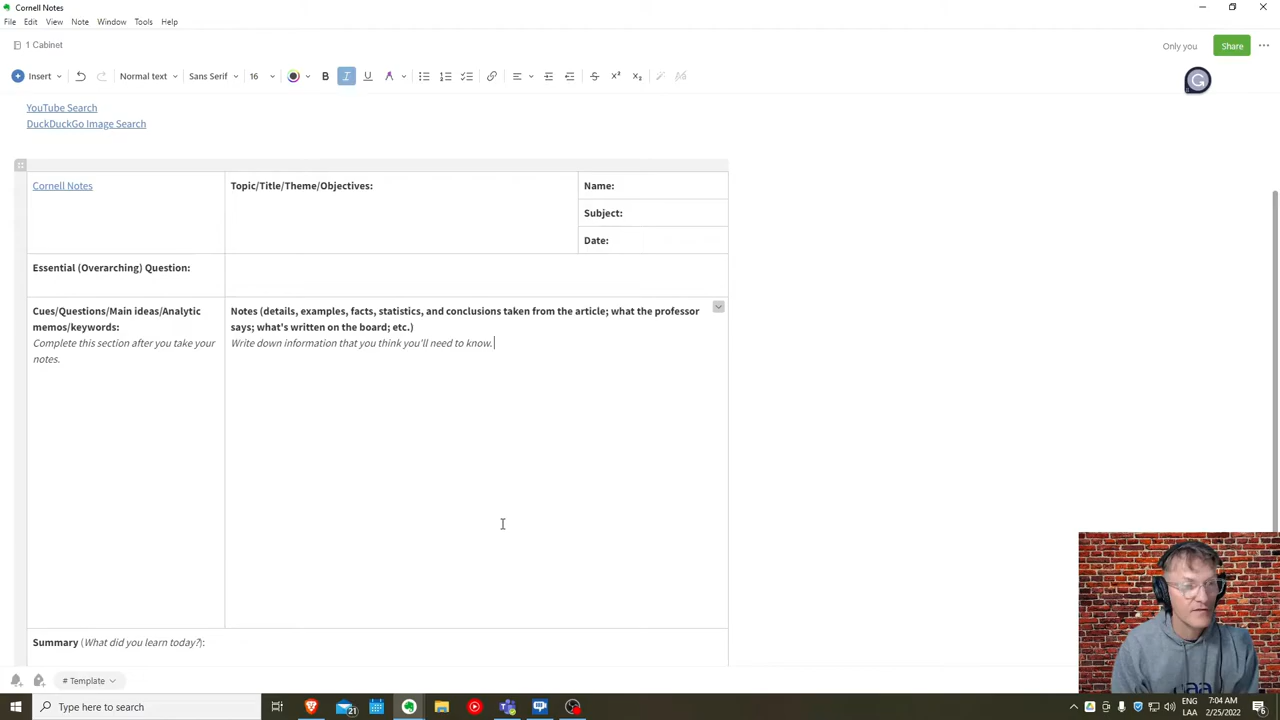 Cornell Notes
File Edit View Note Window Tools Help
1 Cabinet
Only you
Share
Insert
Normal text
Sans Serif
16
YouTube Search
DuckDuckGo Image Search
Cornell Notes
Topic/Title/Theme/Objectives:
Name:
Subject:
Date:
Essential (Overarching) Question:
Cues/Questions/Main ideas/Analytic
memos/keywords:
Complete this section after you take your
notes.
Notes (details, examples, facts, statistics, and conclusions taken from the article; what the professor
says; what's written on the board; etc.)
Write down information that you think you'll need to know.
Summary (What did you learn today?):
# Template
Type here to search
21
ENG
LAA
7:04 AM
2/25/2022
6